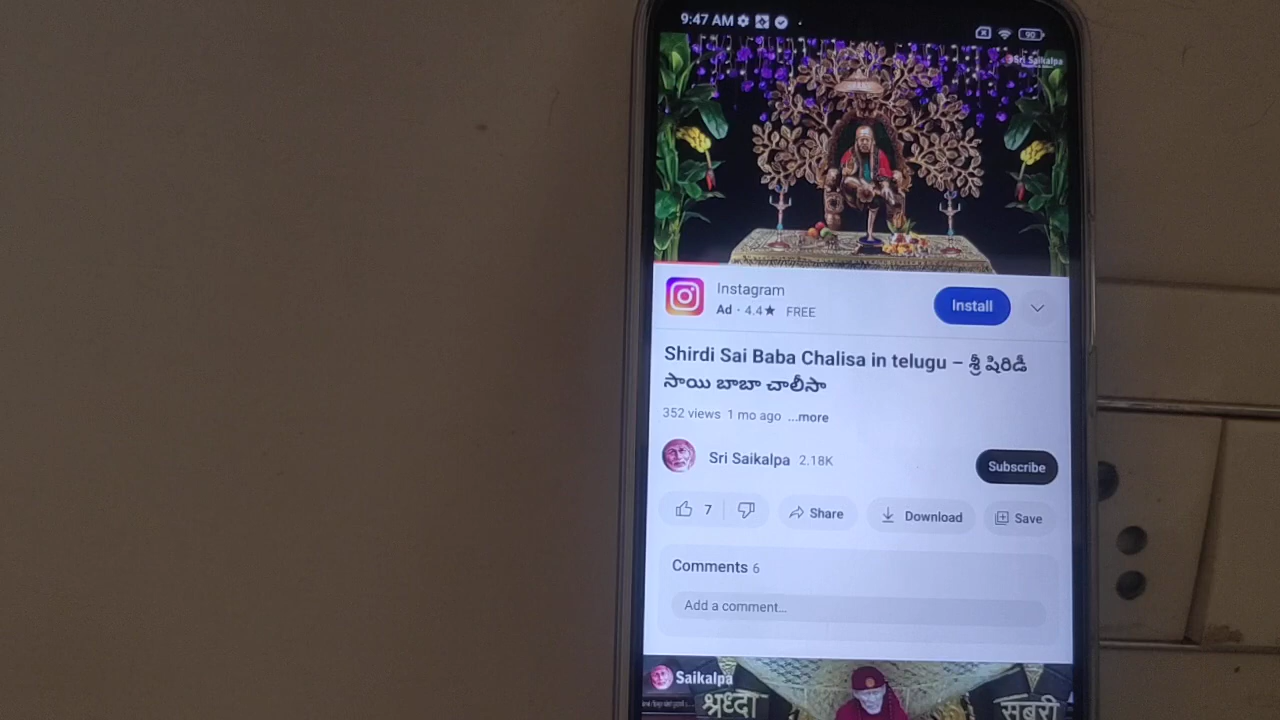 9:47 AM
90
Sri Saikalpa
Instagram
Ad · 4.4★ FREE
Install
Shirdi Sai Baba Chalisa in telugu – శ్రీ షిరిడీ
సాయి బాబా చాలీసా
352 views 1 mo ago ...more
Sri Saikalpa 2.18K
Subscribe
7
Share
Download
Save
Comments 6
Add a comment...
Saikalpa
श्रध्दा
सबुरी